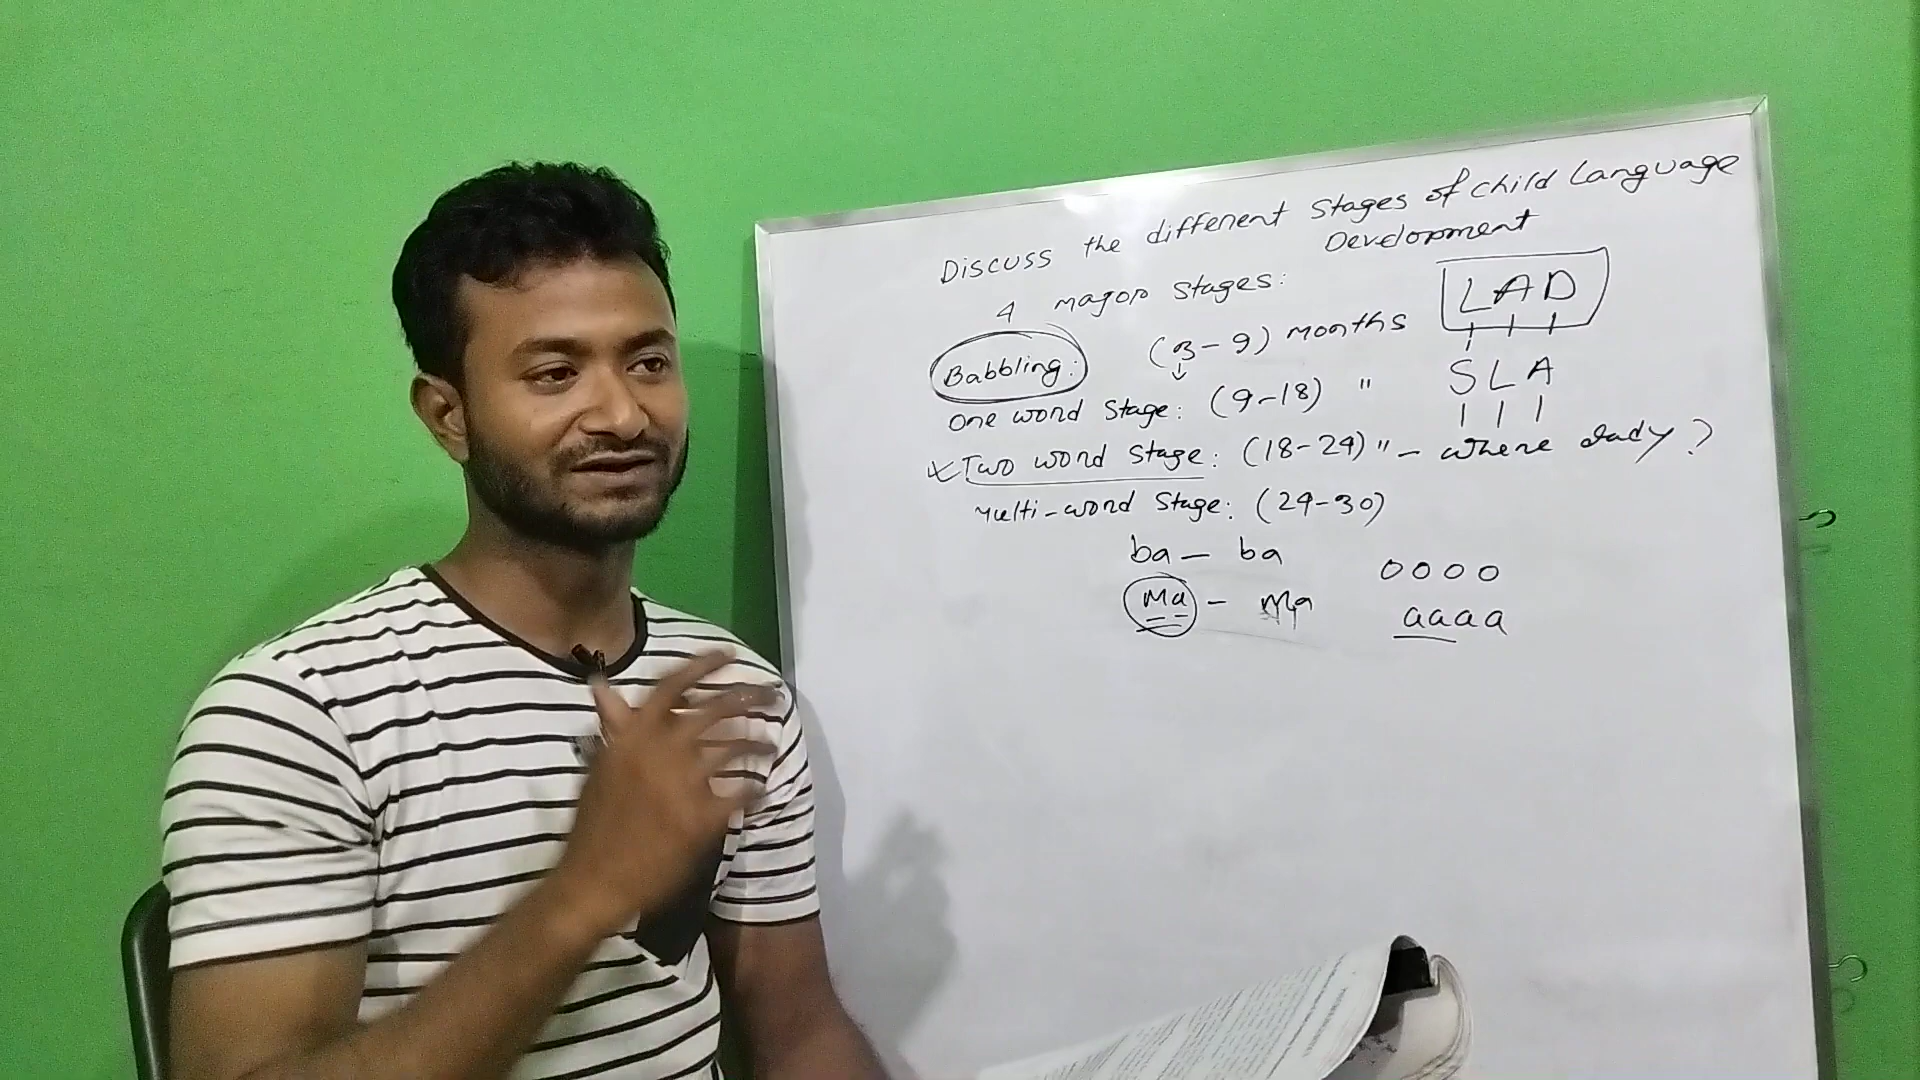 Discuss the different Stages of child Language
Development
4 major Stages:
LAD
Babbling: (3-9) months
SLA
One word Stage: (9-18) "
Two word Stage: (18-24) " - where dady?
Multi-word Stage: (24-30)
ba - ba
oooo
Ma - Ma
aaaa